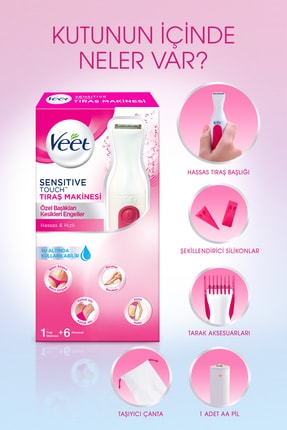 KUTUNUN İÇİNDE
NELER VAR?
Veet
SENSITIVE
TOUCH™
TIRAŞ MAKİNESİ
Özel Başlıkları
Kesikleri Engeller
Hassas & Hızlı
SU ALTINDA
KULLANILABİLİR
1 +6
HASSAS TIRAŞ BAŞLIĞI
ŞEKİLLENDİRİCİ SİLİKONLAR
TARAK AKSESUARLARI
TAŞIYICI ÇANTA
1 ADET AA PİL